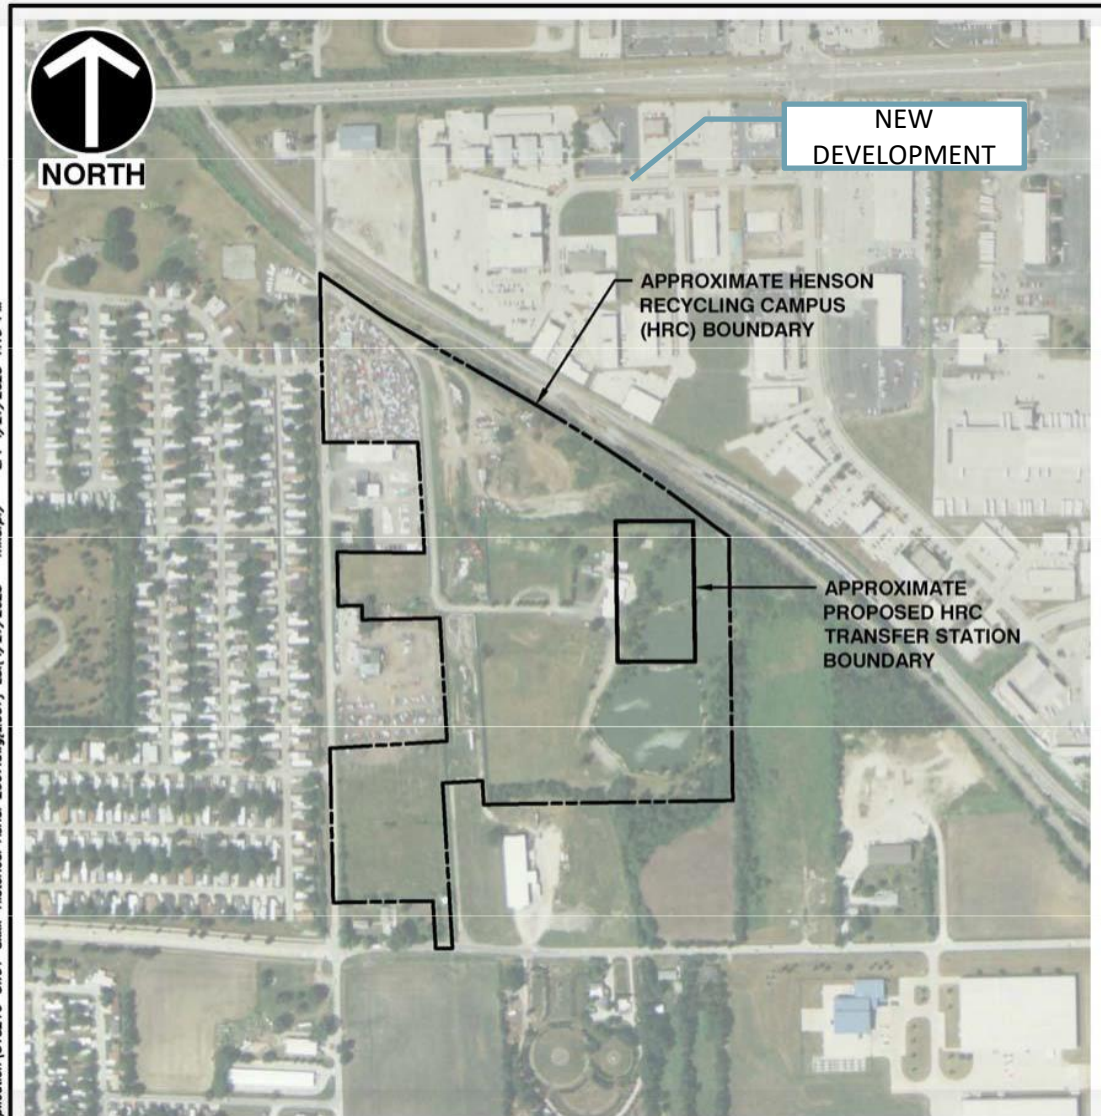 NORTH
NEW
DEVELOPMENT
APPROXIMATE HENSON
RECYCLING CAMPUS
(HRC) BOUNDARY
APPROXIMATE
PROPOSED HRC
TRANSFER STATION
BOUNDARY